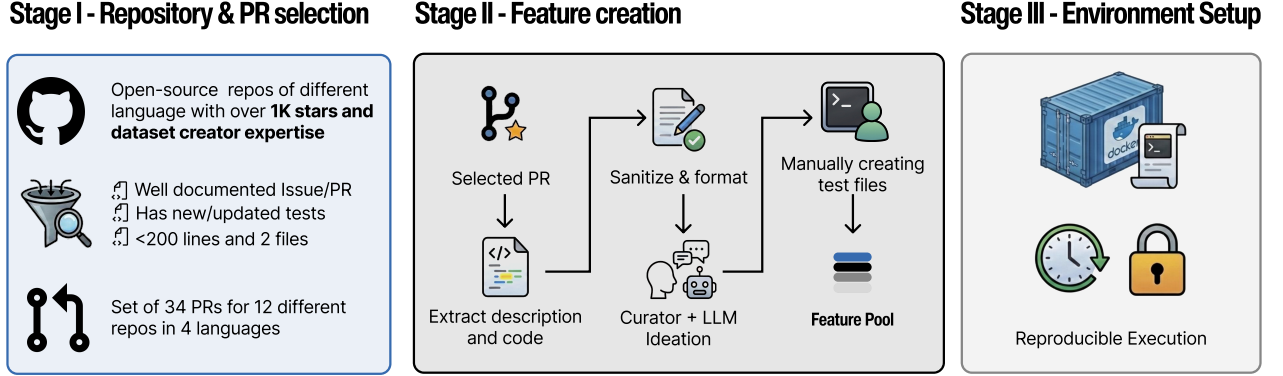 Stage I - Repository & PR selection
Open-source repos of different
language with over 1K stars and
dataset creator expertise
Well documented Issue/PR
Has new/updated tests
<200 lines and 2 files
Set of 34 PRs for 12 different
repos in 4 languages
Stage II - Feature creation
Selected PR
</>
Extract description
and code
Sanitize & format
Curator + LLM
Ideation
>_
Manually creating
test files
Feature Pool
Stage III - Environment Setup
docker
>_
Reproducible Execution